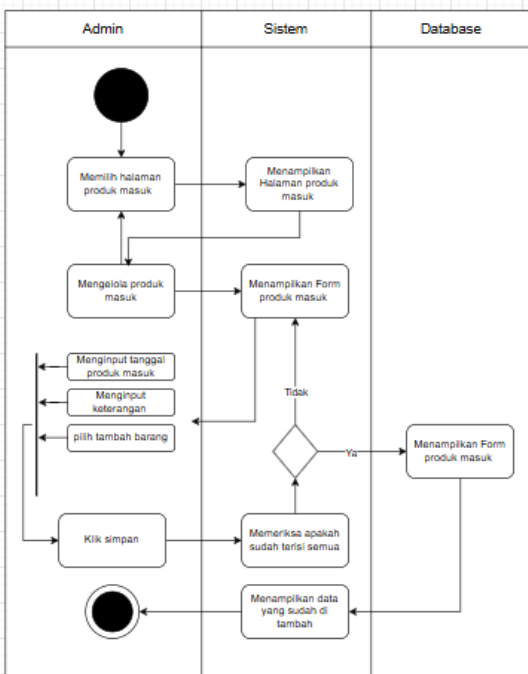 Admin
Sistem
Database
Memilih halaman
produk masuk
Menampilkan
Halaman produk
masuk
Mengelola produk
masuk
Menampilkan Form
produk masuk
Menginput tanggal
produk masuk
Menginput
keterangan
pilih tambah barang
Tidak
Ya
Menampilkan Form
produk masuk
Klik simpan
Memeriksa apakah
sudah terisi semua
Menampilkan data
yang sudah di
tambah